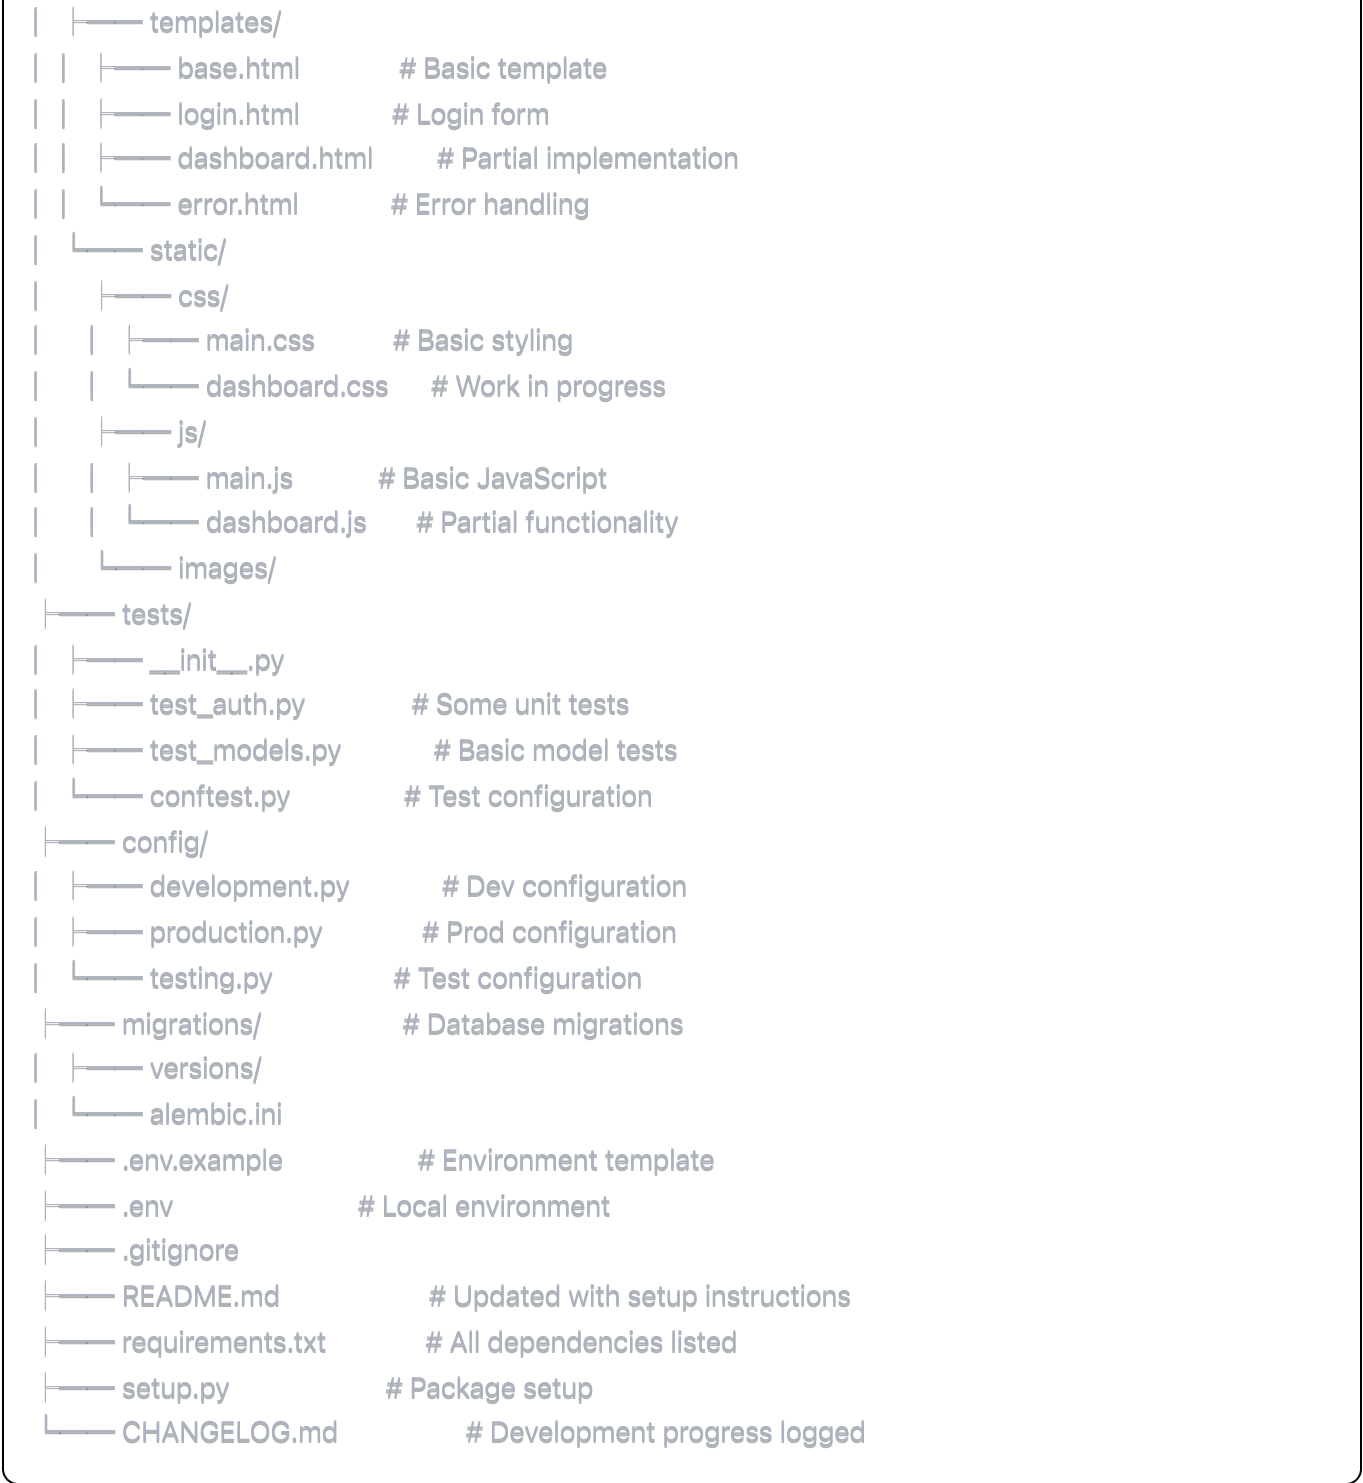 │   ├── templates/
│   │   ├── base.html             # Basic template
│   │   ├── login.html            # Login form
│   │   ├── dashboard.html        # Partial implementation
│   │   └── error.html            # Error handling
│   └── static/
│       ├── css/
│       │   ├── main.css          # Basic styling
│       │   └── dashboard.css     # Work in progress
│       ├── js/
│       │   ├── main.js           # Basic JavaScript
│       │   └── dashboard.js      # Partial functionality
│       └── images/
├── tests/
│   ├── __init__.py
│   ├── test_auth.py              # Some unit tests
│   ├── test_models.py            # Basic model tests
│   └── conftest.py               # Test configuration
├── config/
│   ├── development.py            # Dev configuration
│   ├── production.py             # Prod configuration
│   └── testing.py                # Test configuration
├── migrations/                   # Database migrations
│   ├── versions/
│   └── alembic.ini
├── .env.example                  # Environment template
├── .env                          # Local environment
├── .gitignore
├── README.md                     # Updated with setup instructions
├── requirements.txt              # All dependencies listed
├── setup.py                      # Package setup
└── CHANGELOG.md                  # Development progress logged